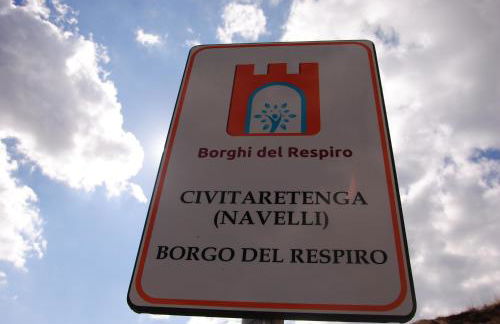 Borghi del Respiro
CIVITARETENGA
(NAVELLI)
BORGO DEL RESPIRO